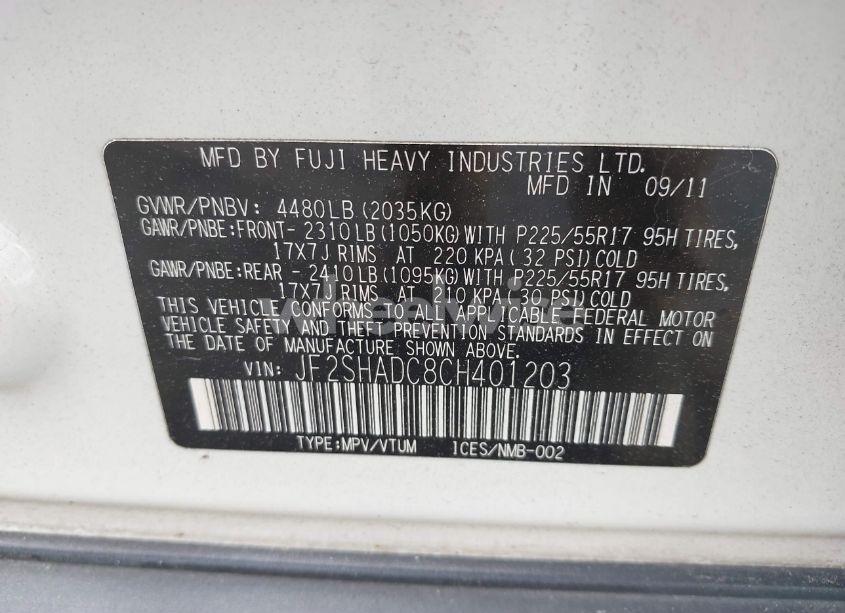 MFD BY FUJI HEAVY INDUSTRIES LTD.
MFD IN 09/11
GVWR/PNBV: 4480LB(2035KG)
GAWR/PNBE:FRONT- 2310LB(1050KG)WITH P225/55R17 95H TIRES,
17X7J RIMS AT 220 KPA( 32 PSI)COLD
GAWR/PNBE:REAR - 2410LB(1095KG)WITH P225/55R17 95H TIRES,
17X7J RIMS AT 210 KPA(30 PSI)COLD
THIS VEHICLE CONFORMS TO ALL APPLICABLE FEDERAL MOTOR
VEHICLE SAFETY AND THEFT PREVENTION STANDARDS IN EFFECT ON
THE DATE OF MANUFACTURE SHOWN ABOVE.
VIN: JF2SHADC8CH401203
TYPE:MPV/VTUM ICES/NMB-002